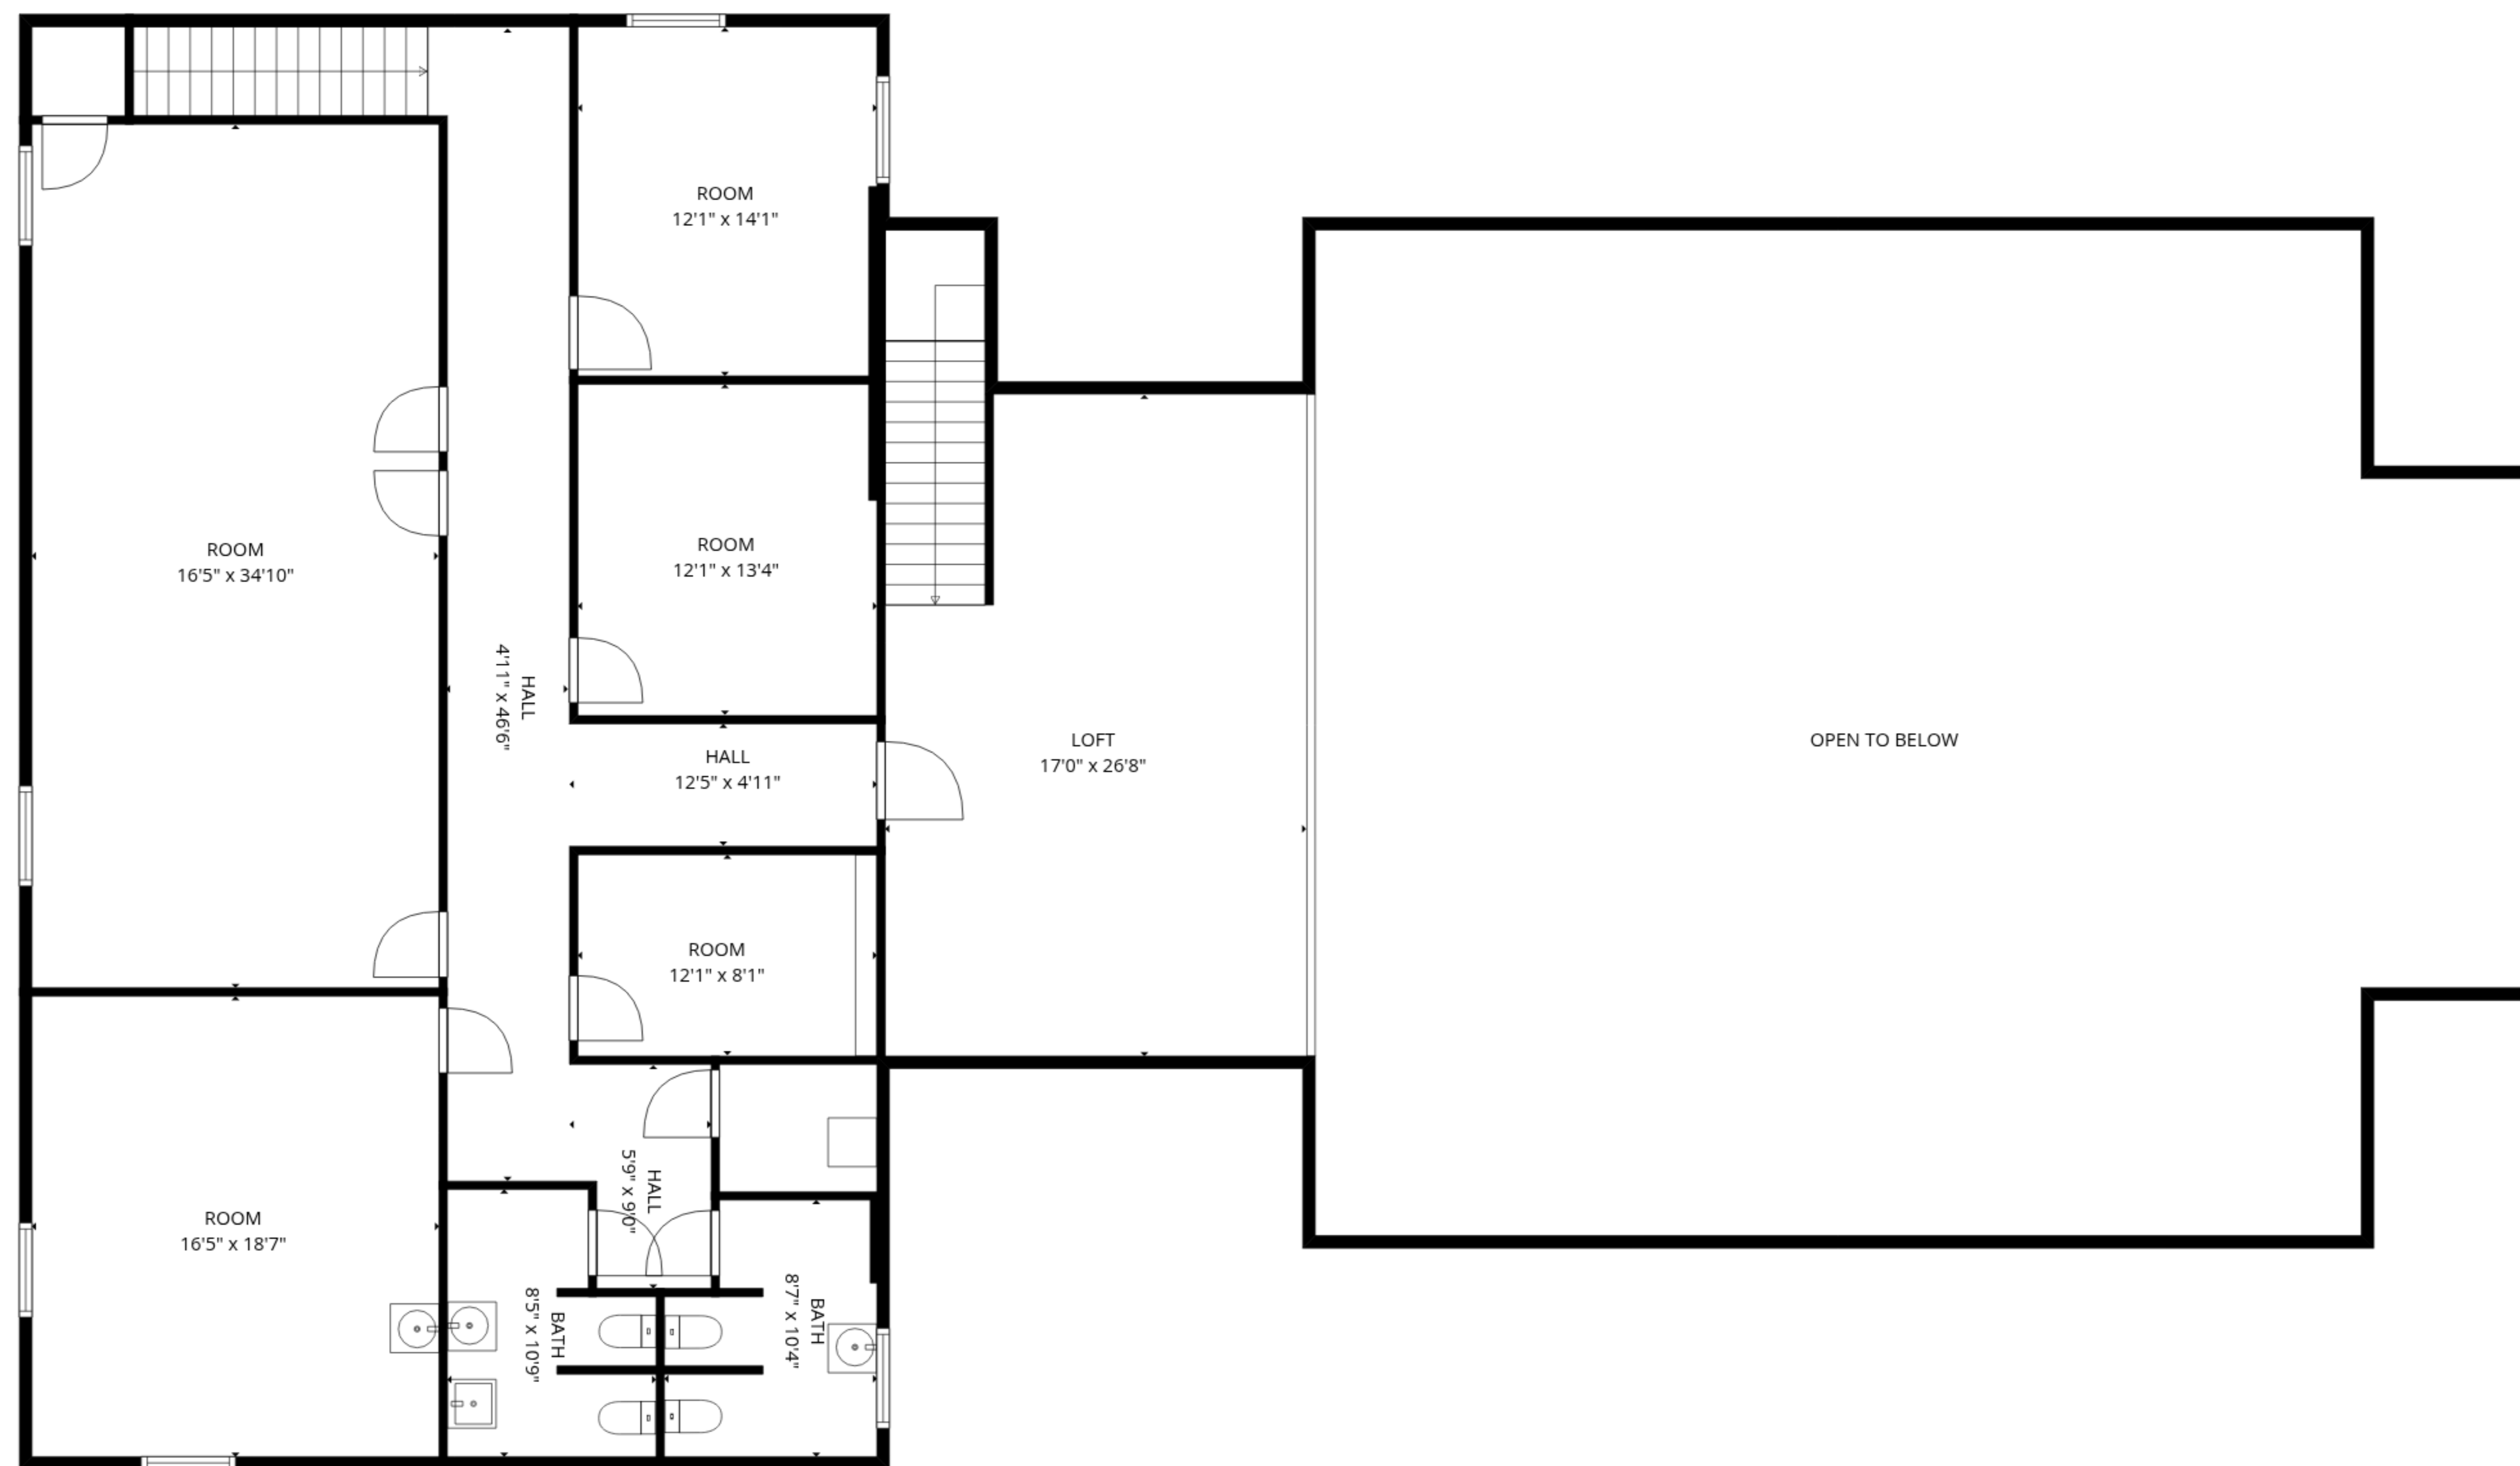 ROOM
12'1" x 14'1"
ROOM
16'5" x 34'10"
ROOM
12'1" x 13'4"
HALL
4'11" x 46'6"
HALL
12'5" x 4'11"
LOFT
17'0" x 26'8"
OPEN TO BELOW
ROOM
12'1" x 8'1"
HALL
5'9" x 9'0"
ROOM
16'5" x 18'7"
BATH
8'5" x 10'9"
BATH
8'7" x 10'4"